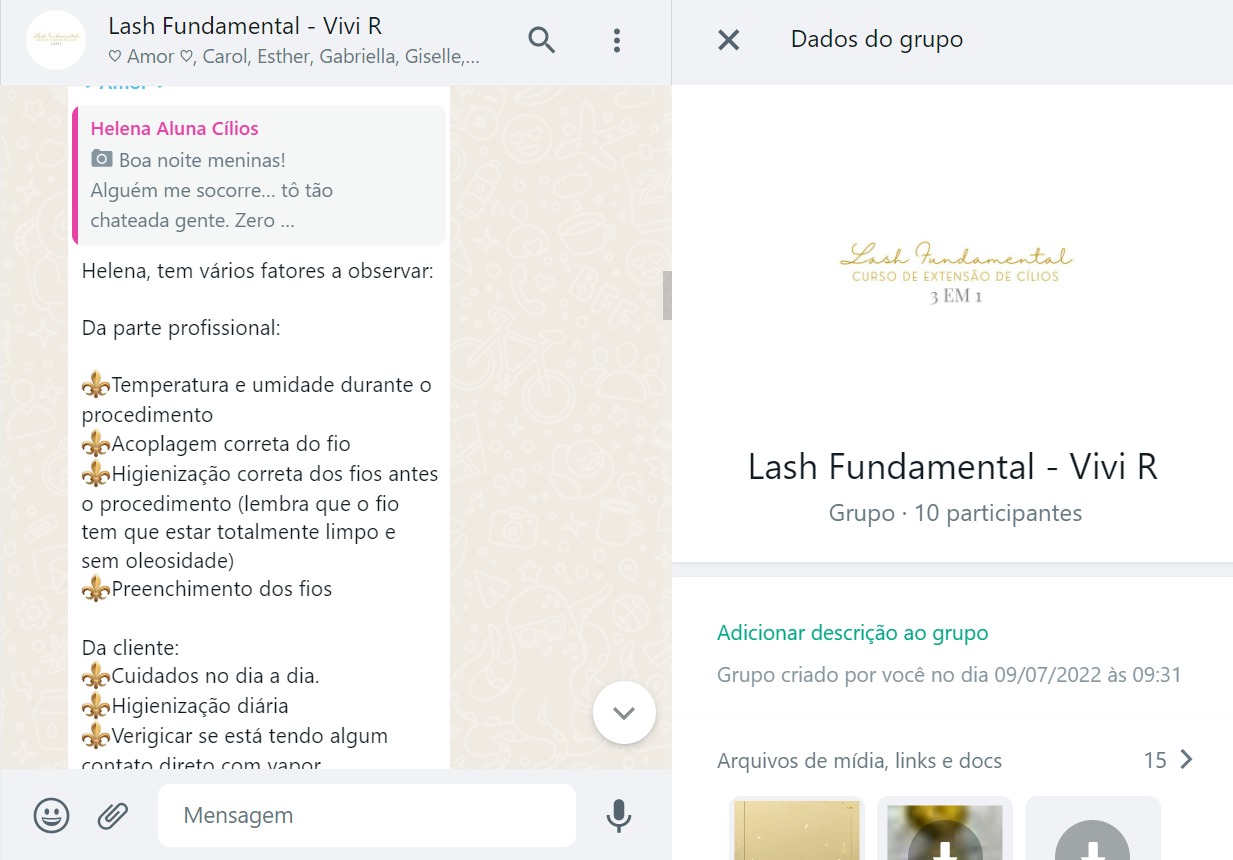 Lash Fundamental - Vivi R
♡ Amor ♡, Carol, Esther, Gabriella, Giselle,...
Amor
Helena Aluna Cílios
Boa noite meninas!
Alguém me socorre... tô tão
chateada gente. Zero ...
Helena, tem vários fatores a observar:
Da parte profissional:
⚜Temperatura e umidade durante o
procedimento
⚜Acoplagem correta do fio
⚜Higienização correta dos fios antes
o procedimento (lembra que o fio
tem que estar totalmente limpo e
sem oleosidade)
⚜Preenchimento dos fios
Da cliente:
⚜Cuidados no dia a dia.
⚜Higienização diária
⚜Verigicar se está tendo algum
contato direto com vapor
Mensagem
Dados do grupo
Lash Fundamental
CURSO DE EXTENSÃO DE CÍLIOS
3 EM 1
Lash Fundamental - Vivi R
Grupo · 10 participantes
Adicionar descrição ao grupo
Grupo criado por você no dia 09/07/2022 às 09:31
Arquivos de mídia, links e docs 15